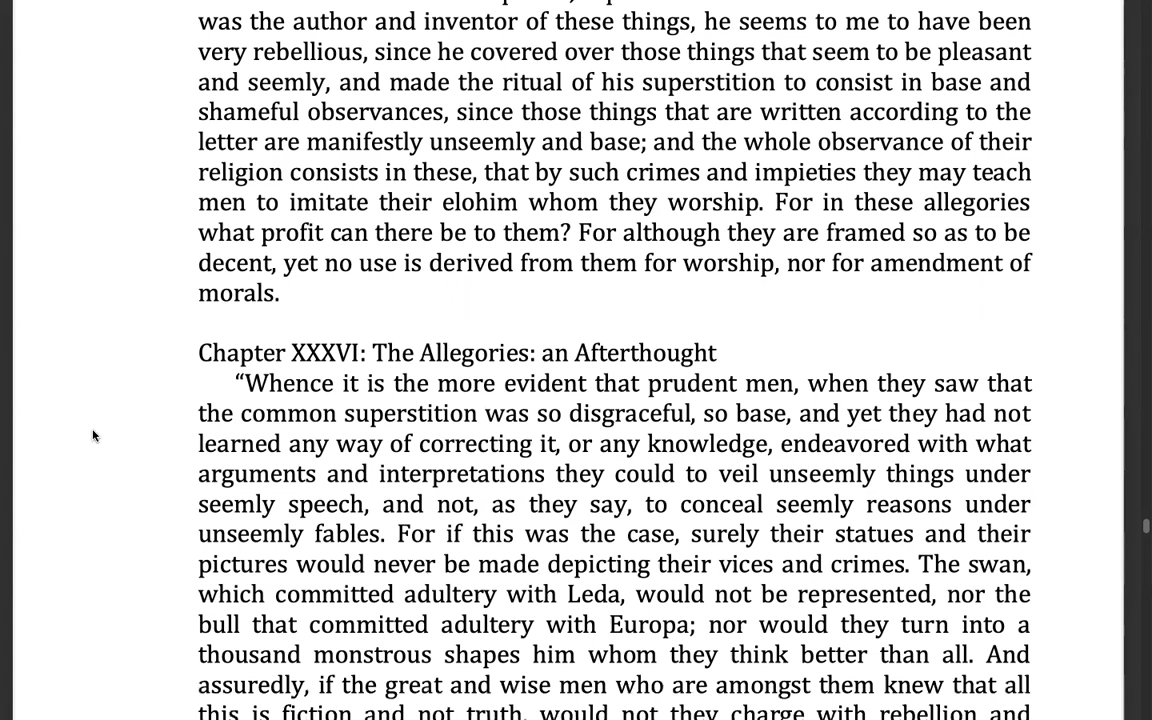 was the author and inventor of these things, he seems to me to have been
very rebellious, since he covered over those things that seem to be pleasant
and seemly, and made the ritual of his superstition to consist in base and
shameful observances, since those things that are written according to the
letter are manifestly unseemly and base; and the whole observance of their
religion consists in these, that by such crimes and impieties they may teach
men to imitate their elohim whom they worship. For in these allegories
what profit can there be to them? For although they are framed so as to be
decent, yet no use is derived from them for worship, nor for amendment of
morals.
Chapter XXXVI: The Allegories: an Afterthought
“Whence it is the more evident that prudent men, when they saw that
the common superstition was so disgraceful, so base, and yet they had not
learned any way of correcting it, or any knowledge, endeavored with what
arguments and interpretations they could to veil unseemly things under
seemly speech, and not, as they say, to conceal seemly reasons under
unseemly fables. For if this was the case, surely their statues and their
pictures would never be made depicting their vices and crimes. The swan,
which committed adultery with Leda, would not be represented, nor the
bull that committed adultery with Europa; nor would they turn into a
thousand monstrous shapes him whom they think better than all. And
assuredly, if the great and wise men who are amongst them knew that all
this is fiction and not truth, would not they charge with rebellion and